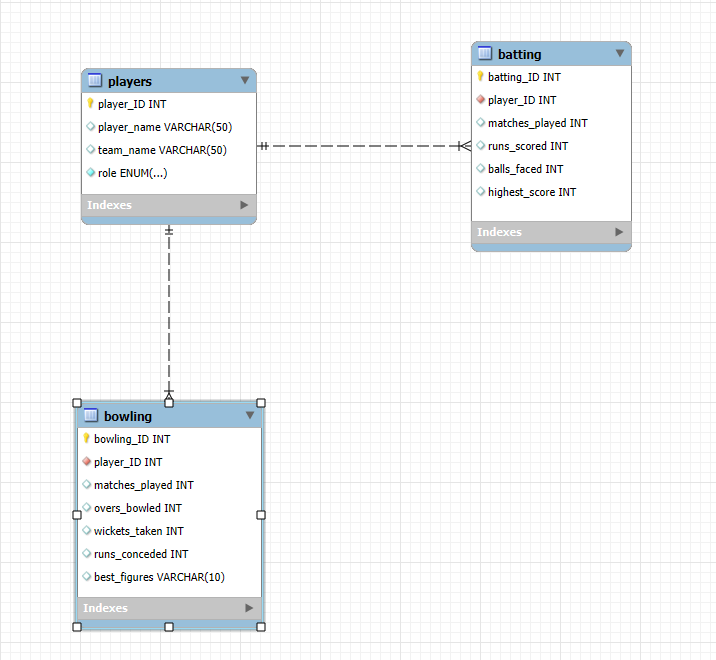 players
player_ID INT
player_name VARCHAR(50)
team_name VARCHAR(50)
role ENUM(...)
Indexes
batting
batting_ID INT
player_ID INT
matches_played INT
runs_scored INT
balls_faced INT
highest_score INT
Indexes
bowling
bowling_ID INT
player_ID INT
matches_played INT
overs_bowled INT
wickets_taken INT
runs_conceded INT
best_figures VARCHAR(10)
Indexes